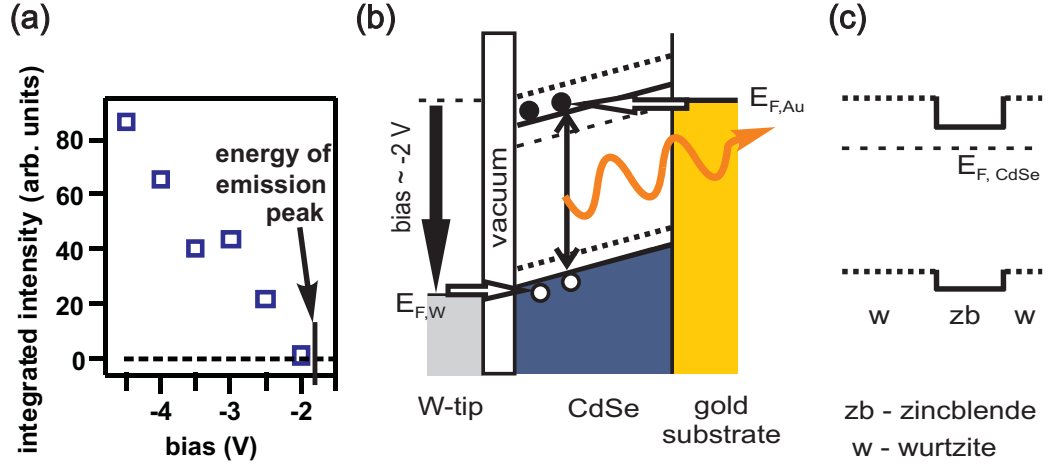 (a)
integrated intensity (arb. units)
80
60
40
20
0
energy of
emission
peak
-4
-3
-2
bias (V)
(b)
bias ~ -2 V
vacuum
E_F,Au
E_F,W
W-tip
CdSe
gold
substrate
(c)
E_F, CdSe
w
zb
w
zb - zincblende
w - wurtzite